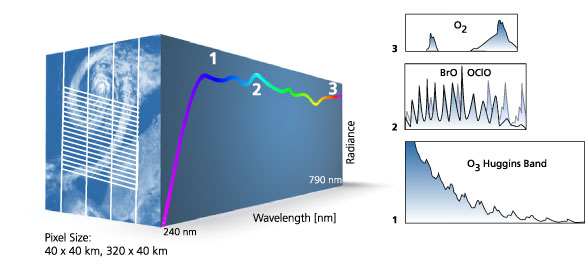 1
2
3
Radiance
790 nm
Wavelength [nm]
240 nm
Pixel Size:
40 x 40 km, 320 x 40 km
O₂
3
BrO OClO
2
O₃ Huggins Band
1